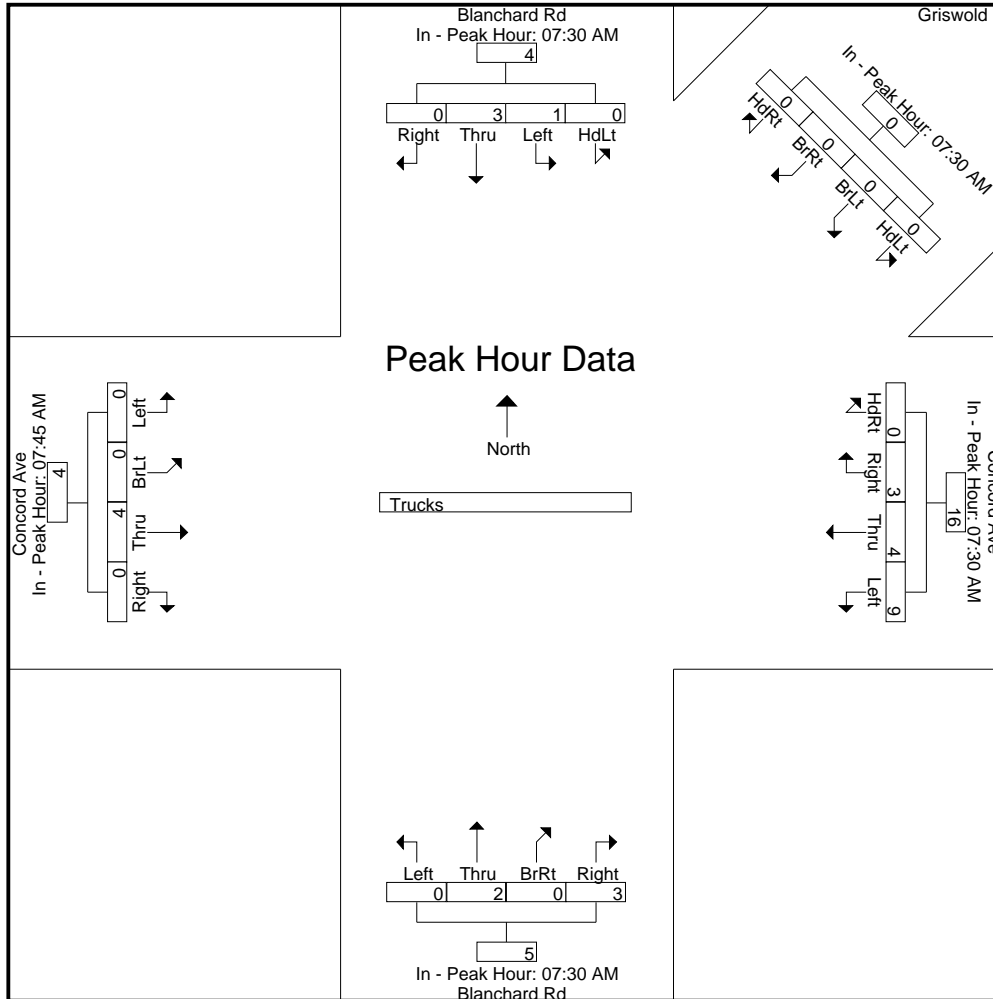 Blanchard Rd
In - Peak Hour: 07:30 AM
4
0 3 1 0
Right Thru Left HdLt
Griswold
In - Peak Hour: 07:30 AM
0
0 0 0 0
HdRt BrRt BrLt HdLt
Peak Hour Data
North
Trucks
Concord Ave
In - Peak Hour: 07:45 AM
4
0 0 4 0
Left BrLt Thru Right
Concord Ave
In - Peak Hour: 07:30 AM
16
0 3 4 9
HdRt Right Thru Left
Left Thru BrRt Right
0 2 0 3
5
In - Peak Hour: 07:30 AM
Blanchard Rd